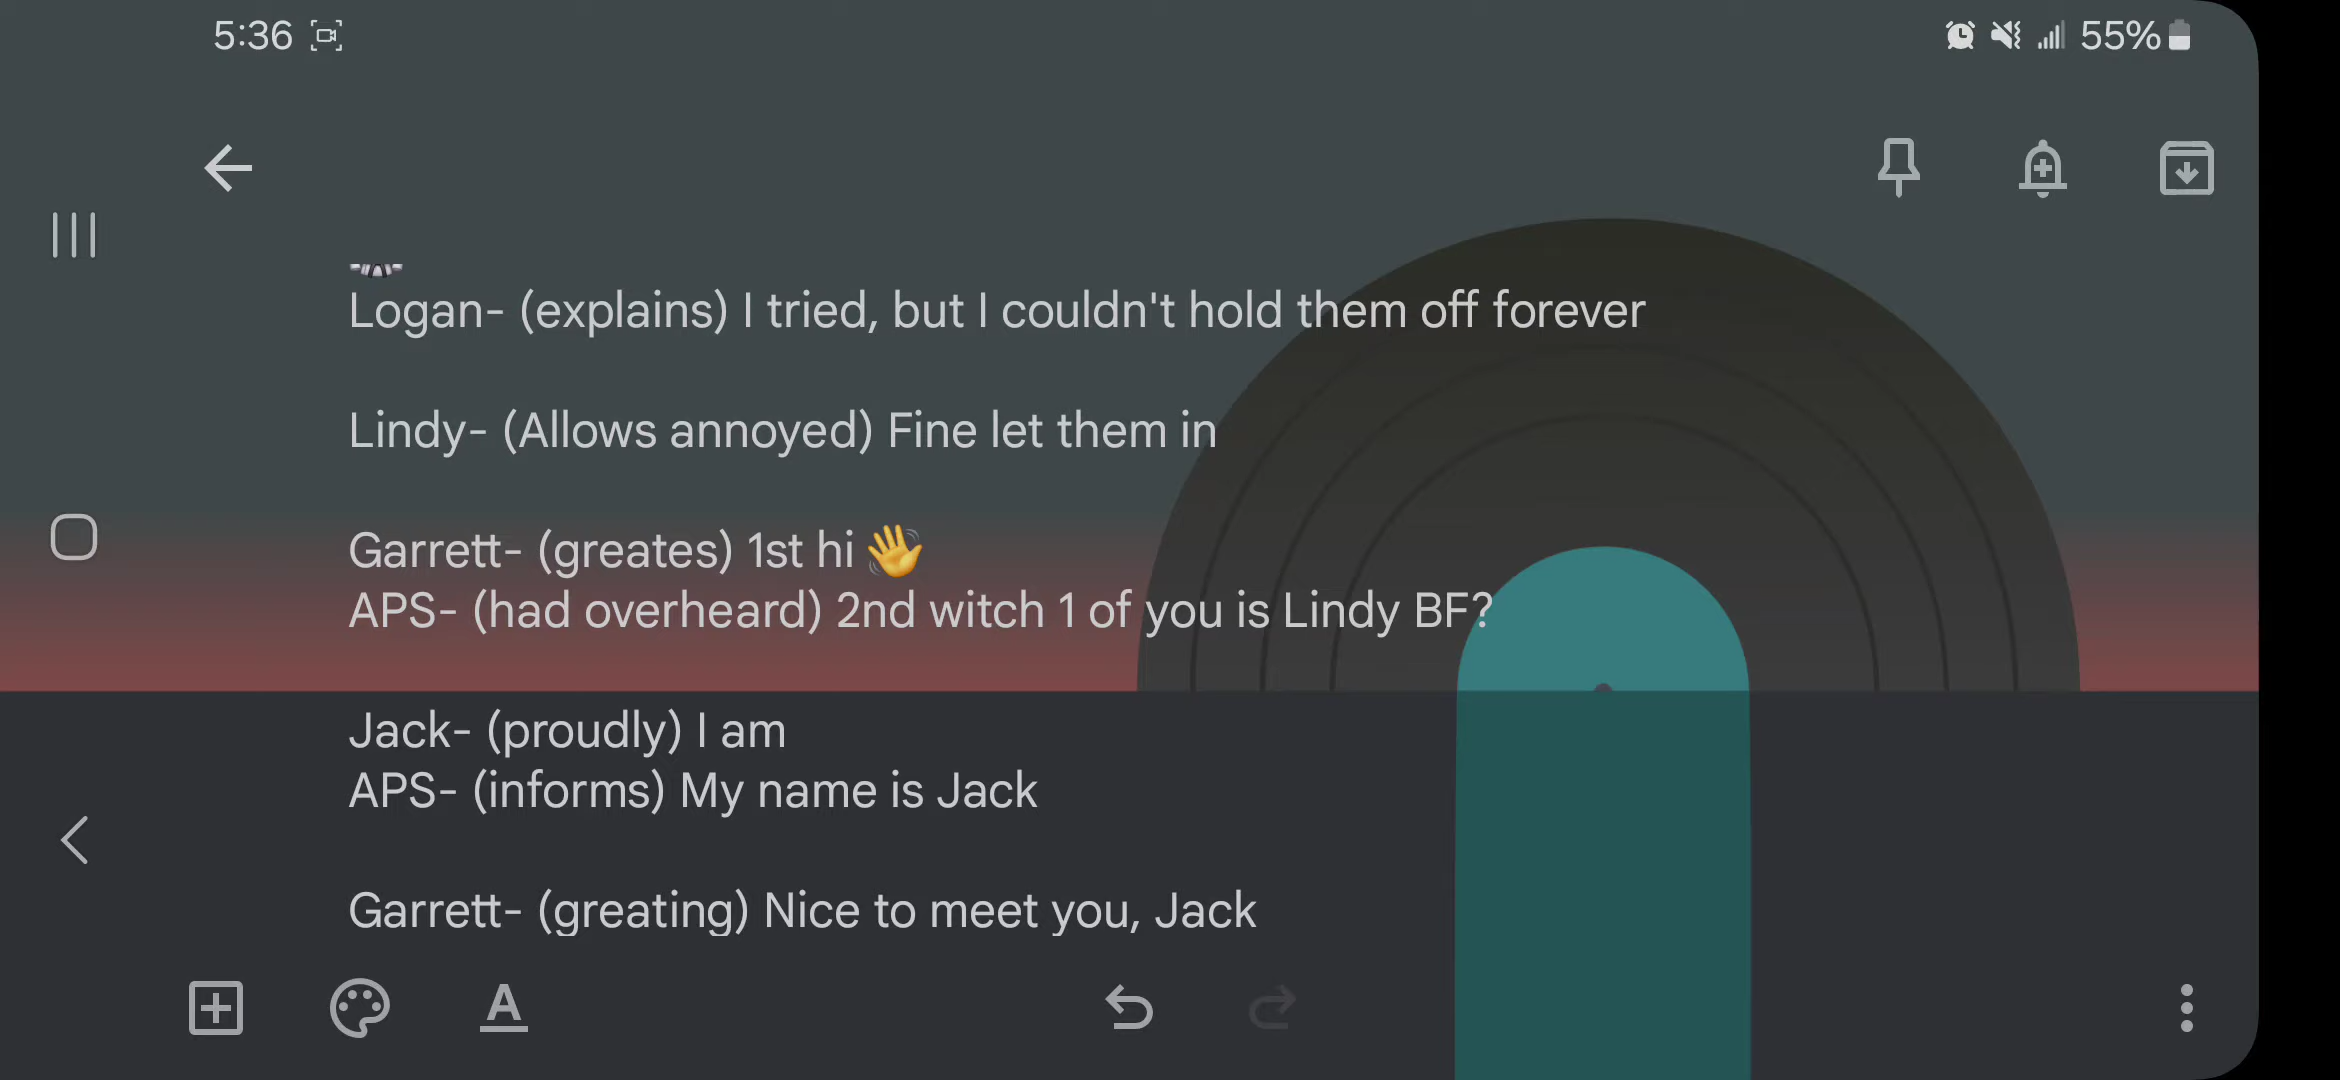 5:36
55%
Logan- (explains) I tried, but I couldn't hold them off forever
Lindy- (Allows annoyed) Fine let them in
Garrett- (greates) 1st hi 👋
APS- (had overheard) 2nd witch 1 of you is Lindy BF?
Jack- (proudly) I am
APS- (informs) My name is Jack
Garrett- (greating) Nice to meet you, Jack